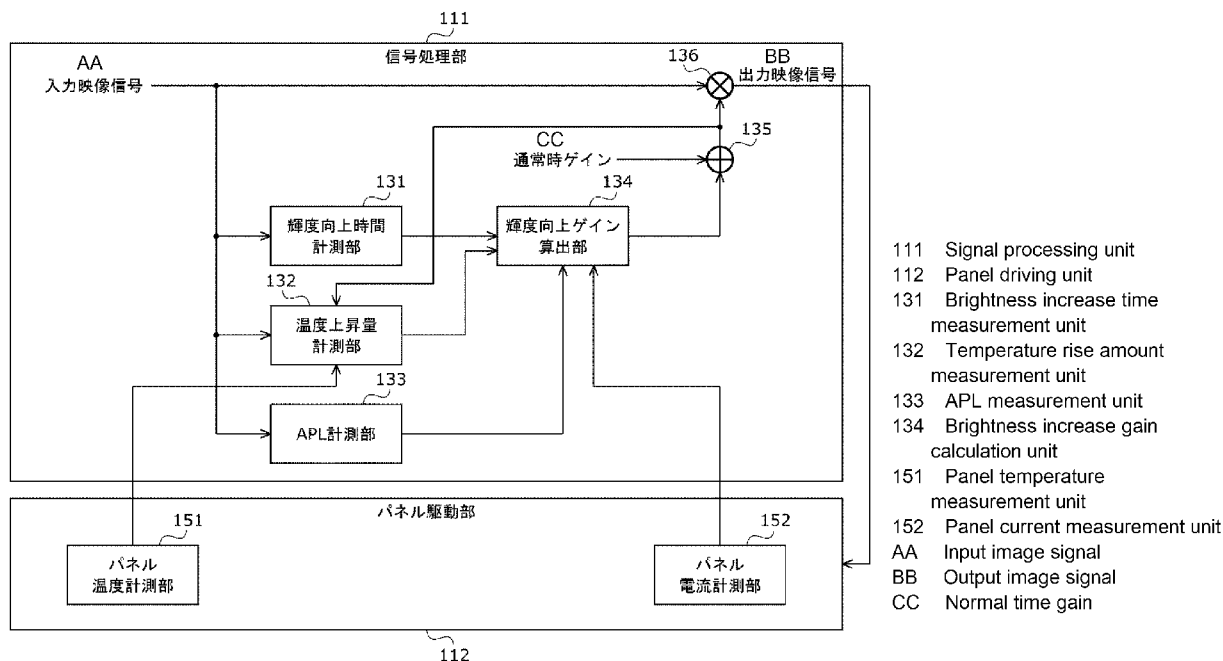 111
信号処理部
AA
入力映像信号
136
BB
出力映像信号
CC
通常時ゲイン
135
131
輝度向上時間
計測部
134
輝度向上ゲイン
算出部
132
温度上昇量
計測部
133
APL計測部
パネル駆動部
151
パネル
温度計測部
152
パネル
電流計測部
112
111 Signal processing unit
112 Panel driving unit
131 Brightness increase time
measurement unit
132 Temperature rise amount
measurement unit
133 APL measurement unit
134 Brightness increase gain
calculation unit
151 Panel temperature
measurement unit
152 Panel current measurement unit
AA Input image signal
BB Output image signal
CC Normal time gain